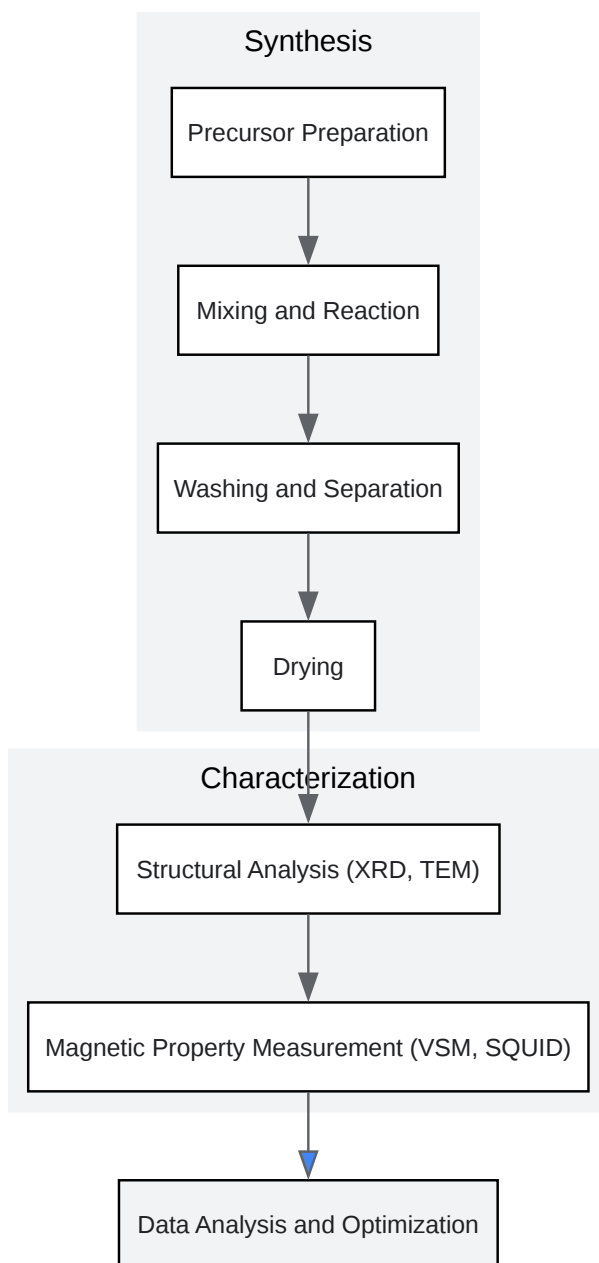 Synthesis
Precursor Preparation
Mixing and Reaction
Washing and Separation
Drying
Characterization
Structural Analysis (XRD, TEM)
Magnetic Property Measurement (VSM, SQUID)
Data Analysis and Optimization